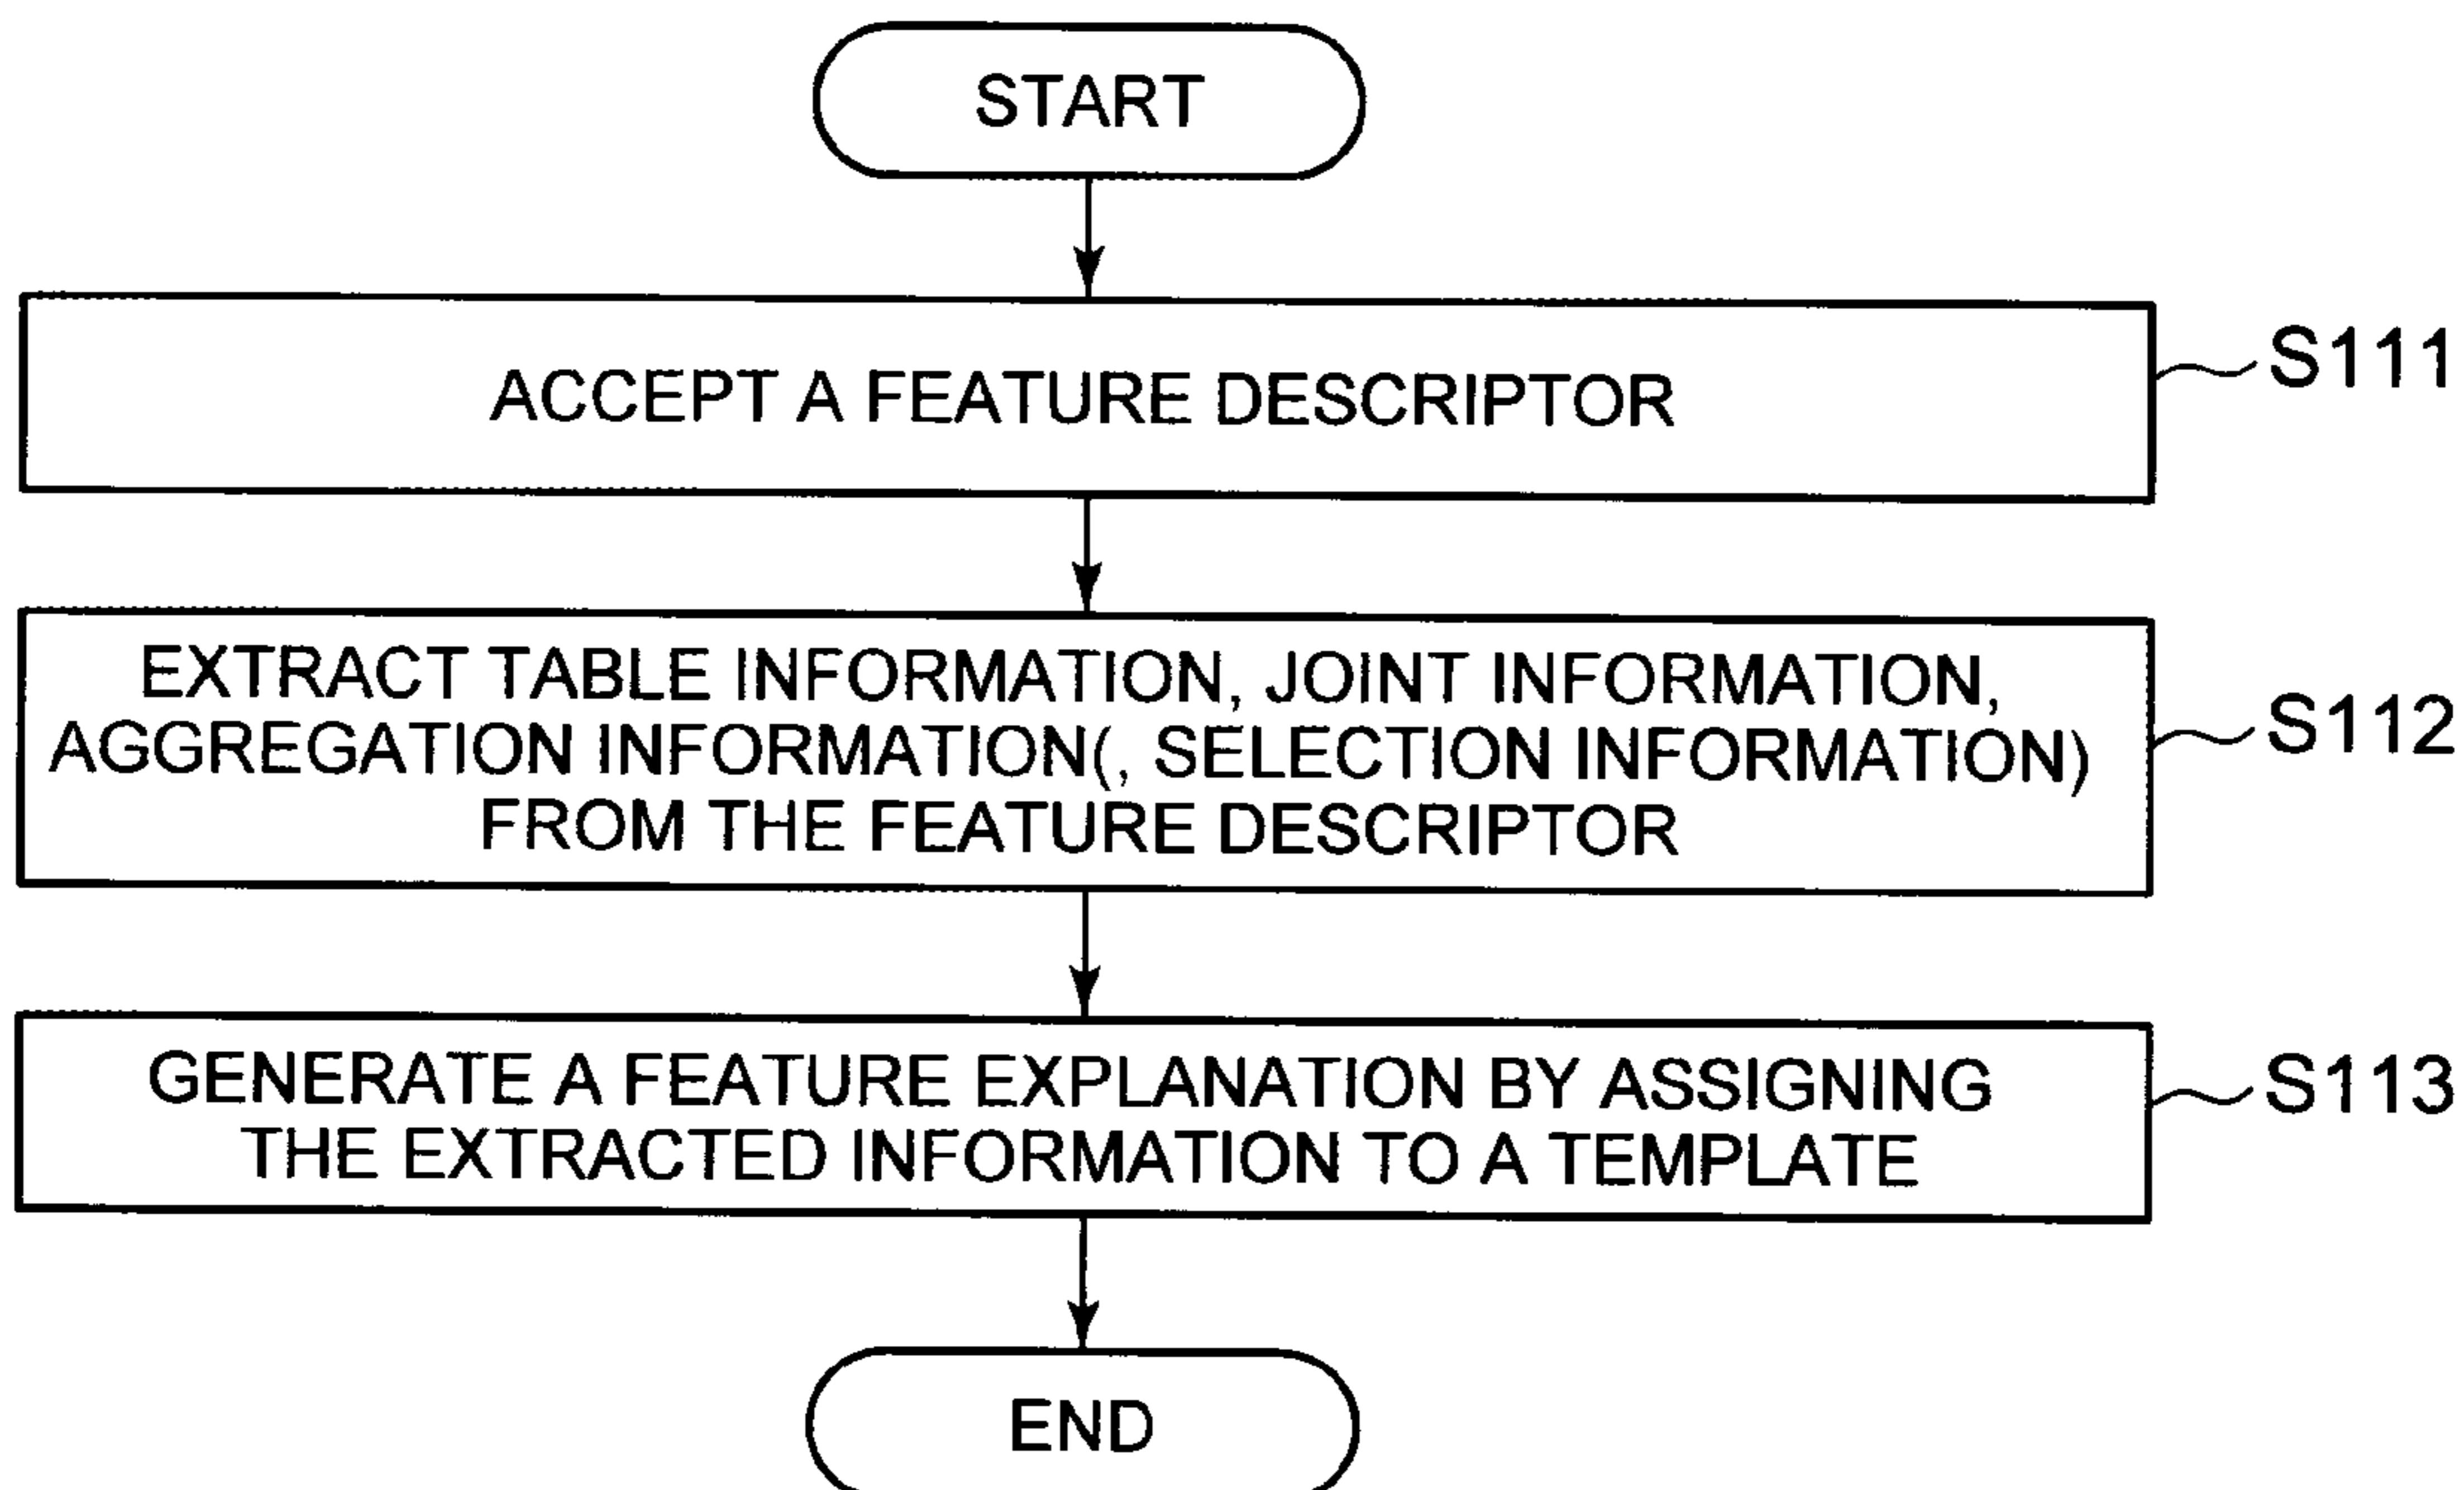 START
ACCEPT A FEATURE DESCRIPTOR
S111
EXTRACT TABLE INFORMATION, JOINT INFORMATION,
AGGREGATION INFORMATION(, SELECTION INFORMATION)
FROM THE FEATURE DESCRIPTOR
S112
GENERATE A FEATURE EXPLANATION BY ASSIGNING
THE EXTRACTED INFORMATION TO A TEMPLATE
S113
END